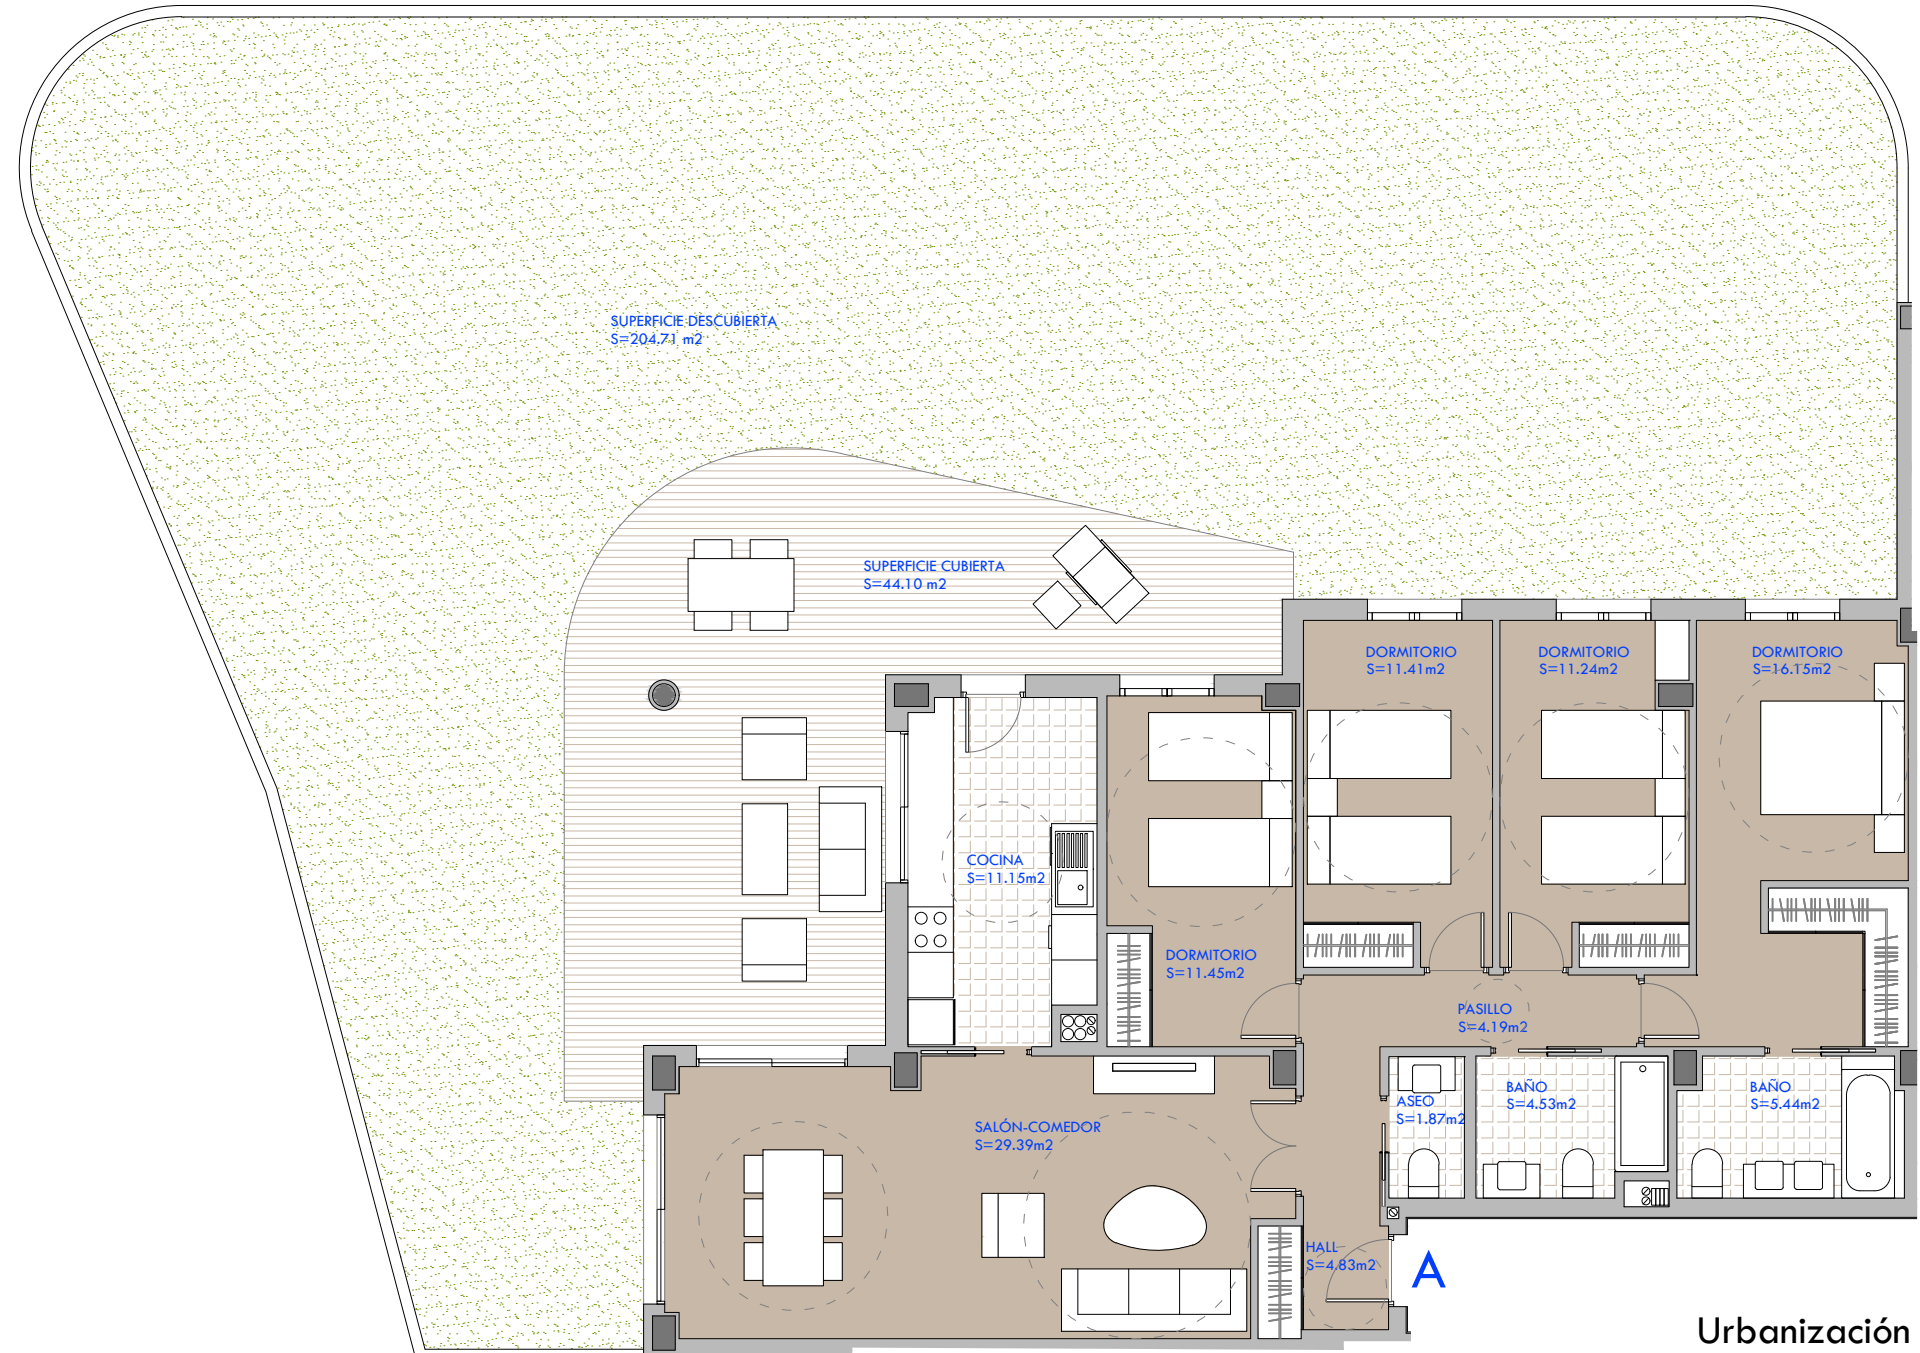 SUPERFICIE DESCUBIERTA
S=204.71 m2
SUPERFICIE CUBIERTA
S=44.10 m2
DORMITORIO
S=11.41m2
DORMITORIO
S=11.24m2
DORMITORIO
S=16.15m2
COCINA
S=11.15m2
DORMITORIO
S=11.45m2
PASILLO
S=4.19m2
SALÓN-COMEDOR
S=29.39m2
ASEO
S=1.87m2
BAÑO
S=4.53m2
BAÑO
S=5.44m2
HALL
S=4.83m2
A
Urbanización